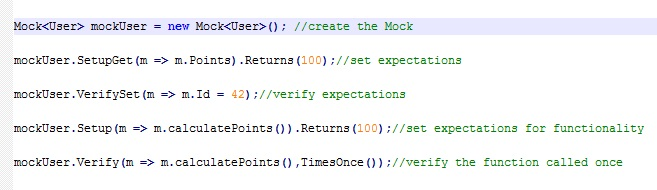 Mock<User> mockUser = new Mock<User>(); //create the Mock
mockUser.SetupGet(m => m.Points).Returns(100);//set expectations
mockUser.VerifySet(m => m.Id = 42);//verify expectations
mockUser.Setup(m => m.calculatePoints()).Returns(100);//set expectations for functionality
mockUser.Verify(m => m.calculatePoints(),TimesOnce());//verify the function called once